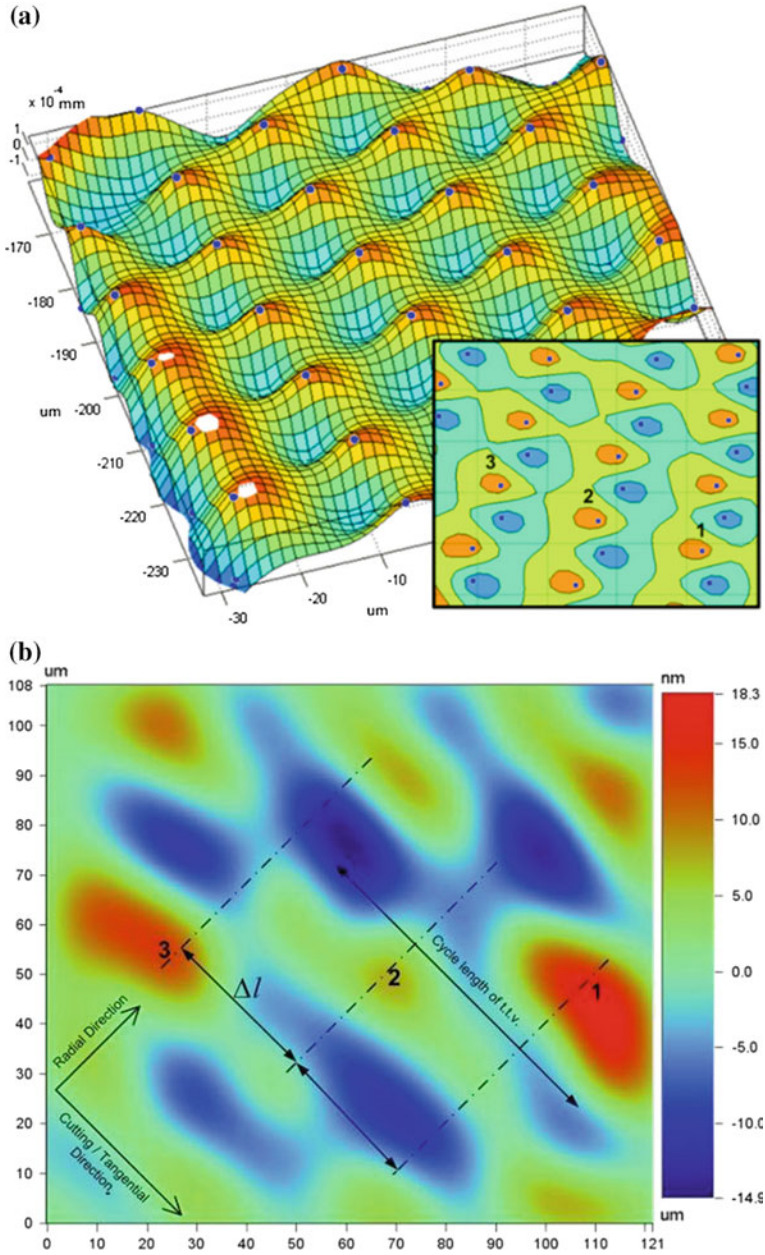 (a)
x 10⁻⁴ mm
1
0
-1
-170
-180
-190
-200
-210
-220
-230
um
-30
-20
-10
um
3
2
1
(b)
um
108
100
90
80
70
60
50
40
30
20
10
0
0 10 20 30 40 50 60 70 80 90 100 110 121
um
nm
18.3
15.0
10.0
5.0
0.0
-5.0
-10.0
-14.9
3
2
1
Δl
Cycle length of t.t.v.
Radial Direction
Cutting / Tangential
Direction